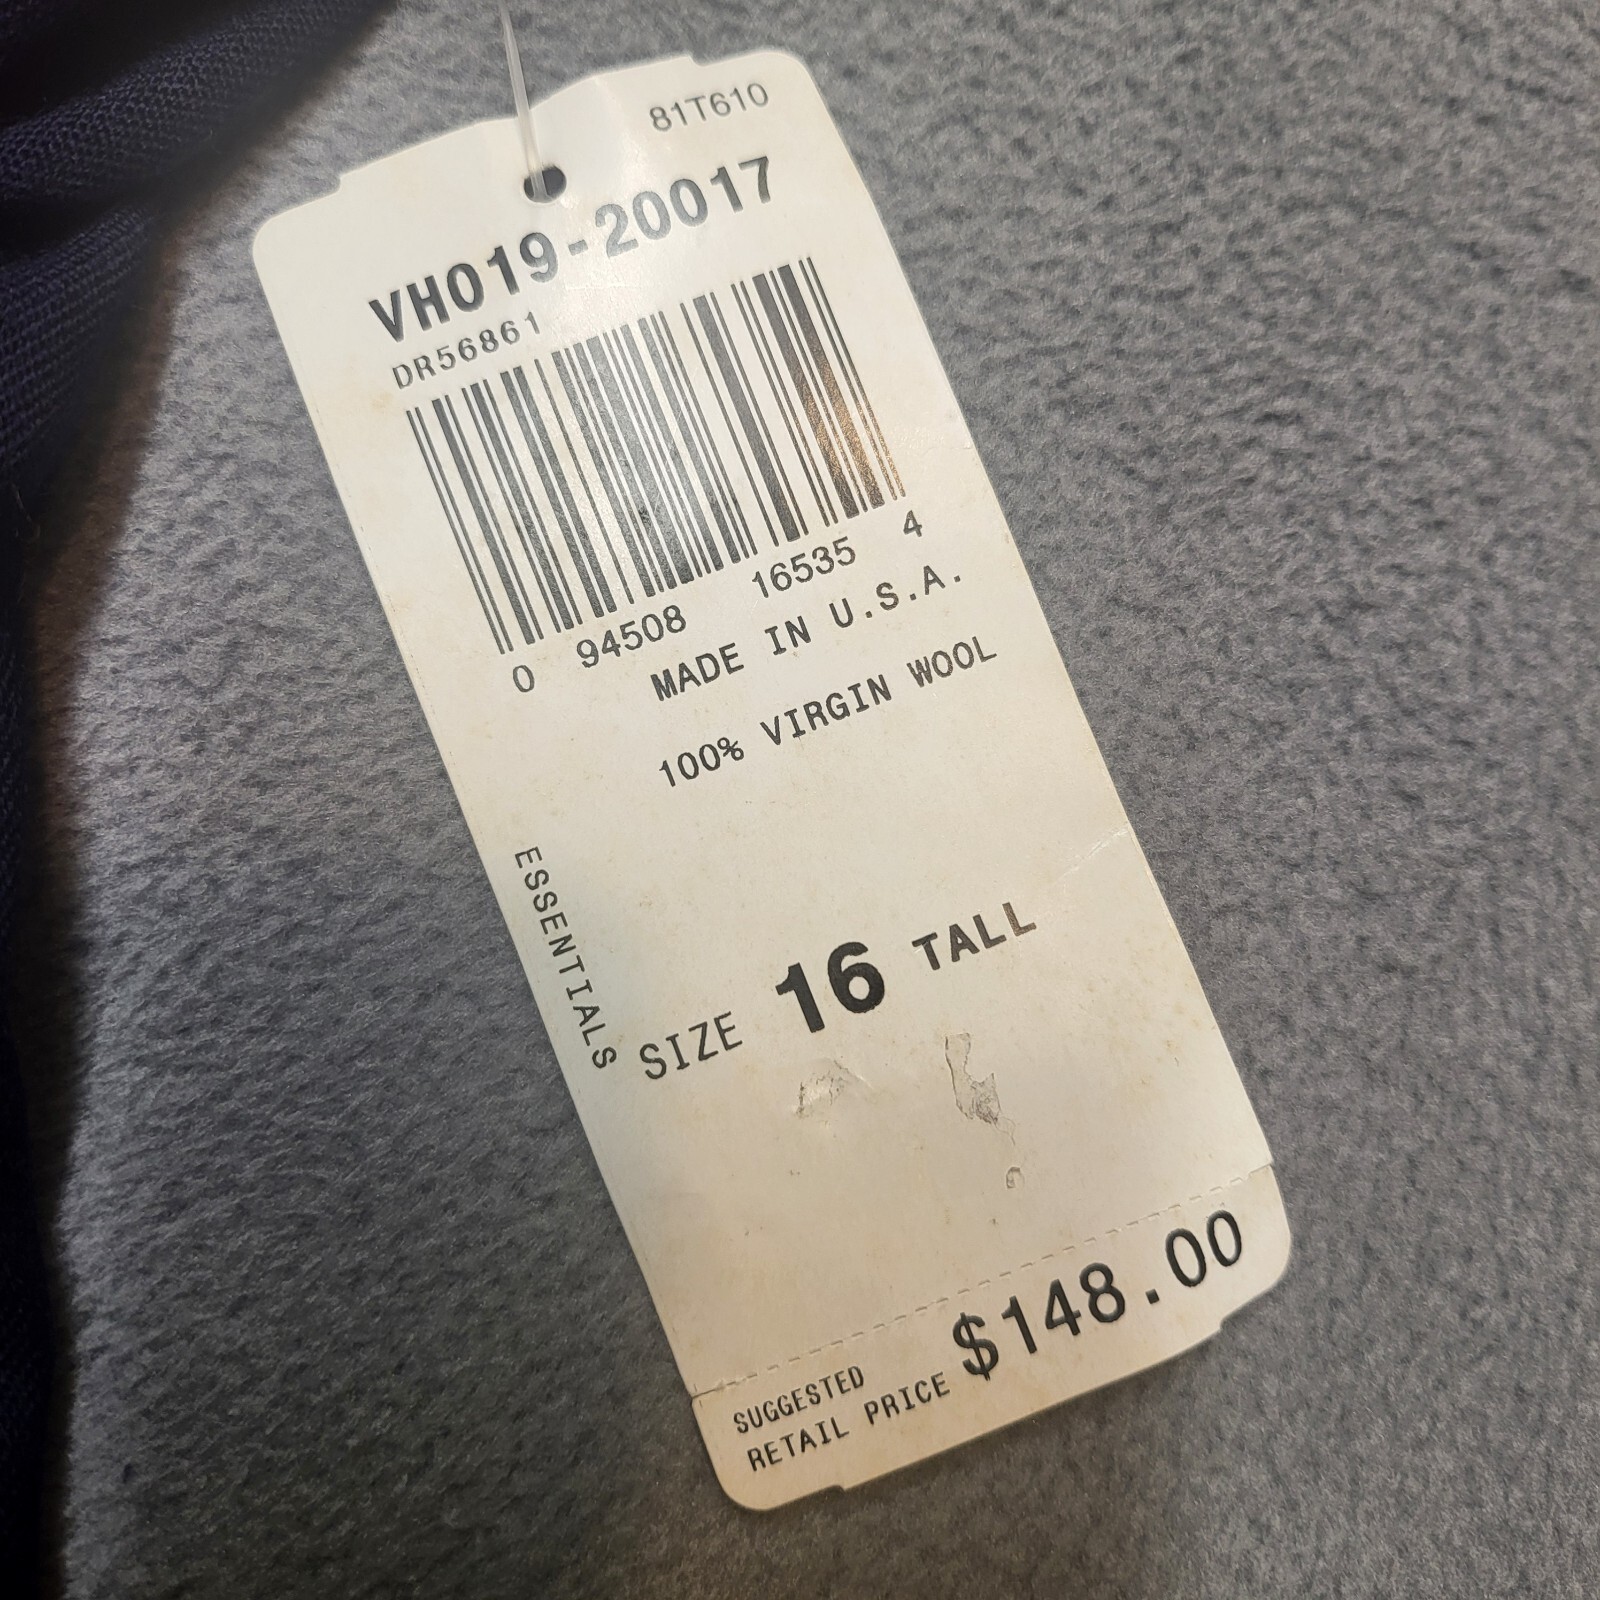 81T610
VH019-20017
DR56861
0 94508 16535 4
MADE IN U.S.A.
100% VIRGIN WOOL
ESSENTIALS
SIZE 16 TALL
SUGGESTED
RETAIL PRICE $148.00